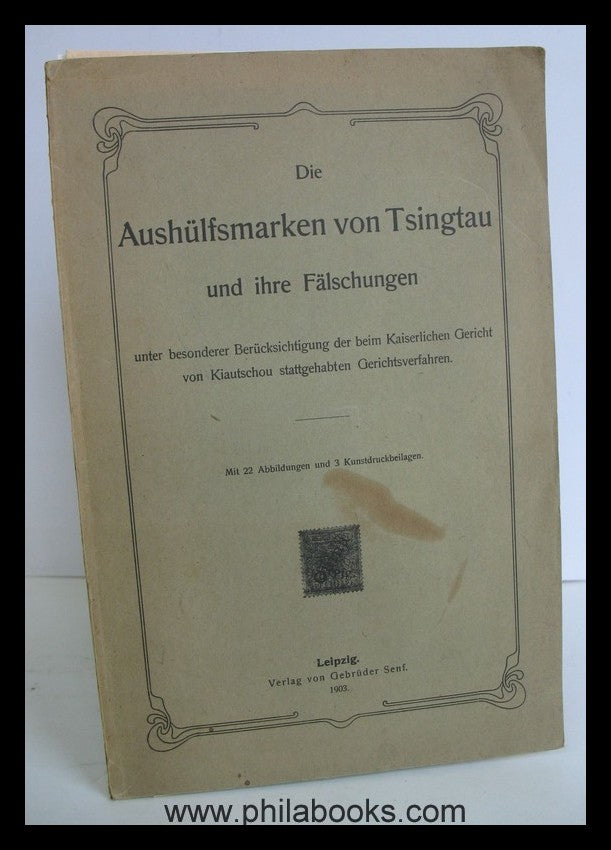 Die
Aushülfsmarken von Tsingtau
und ihre Fälschungen
unter besonderer Berücksichtigung der beim Kaiserlichen Gericht
von Kiautschou stattgehabten Gerichtsverfahren.
Mit 22 Abbildungen und 3 Kunstdruckbeilagen.
Leipzig.
Verlag von Gebrüder Senf.
1903.
www.philabooks.com